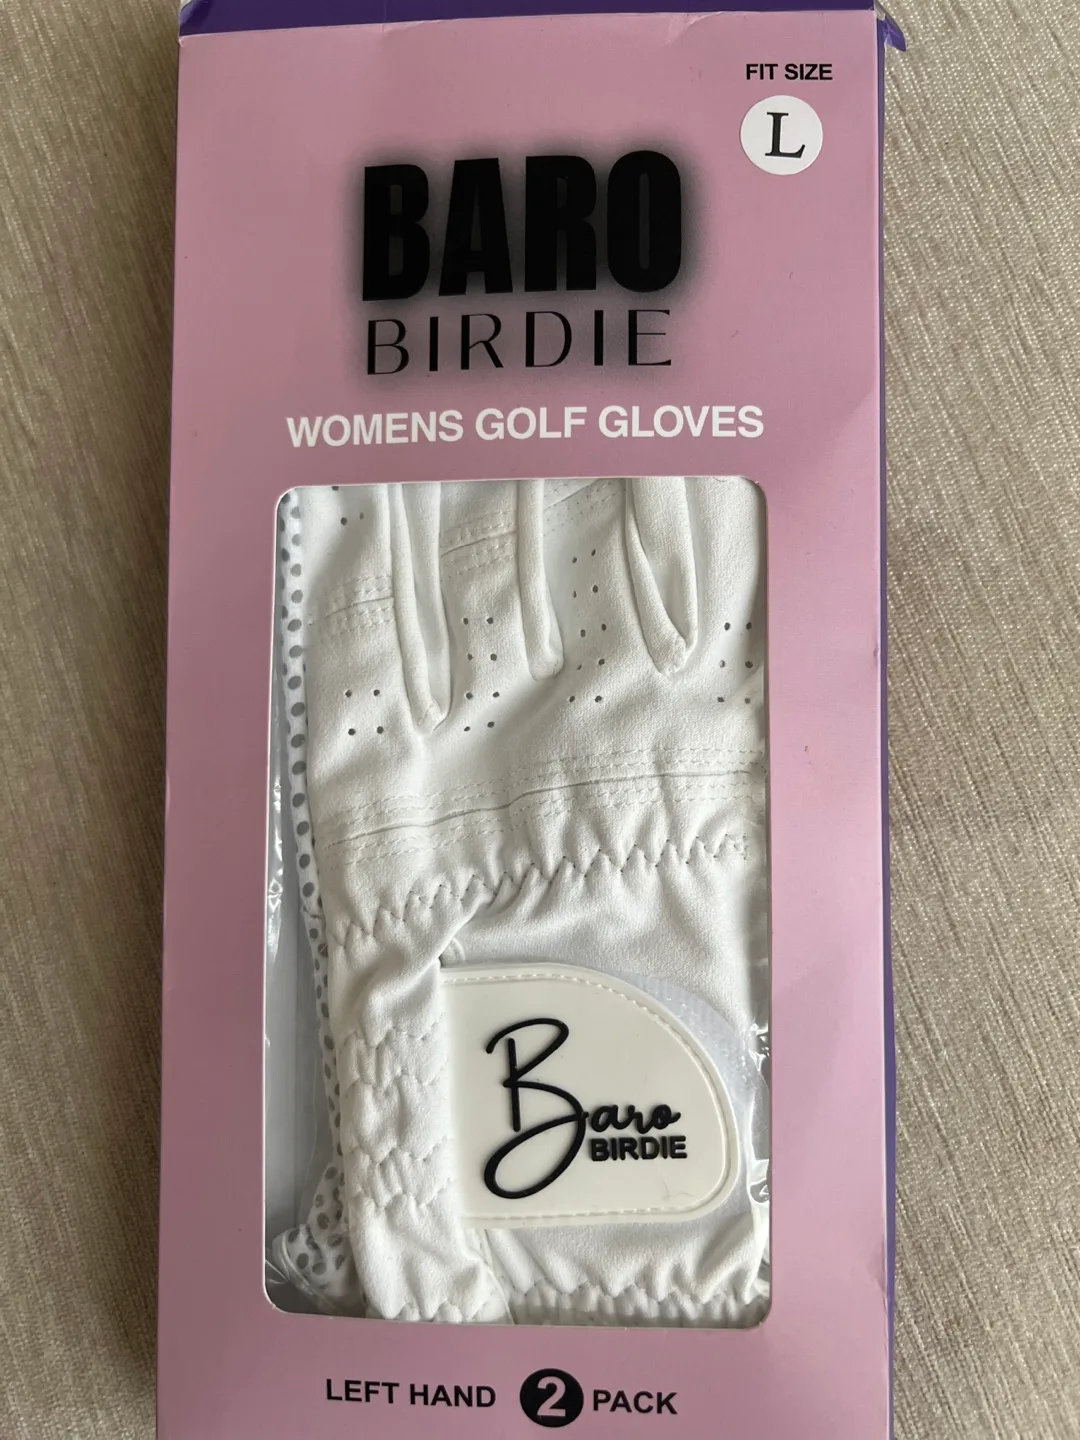 FIT SIZE
L
BARO
BIRDIE
WOMENS GOLF GLOVES
Baro
BIRDIE
LEFT HAND 2 PACK